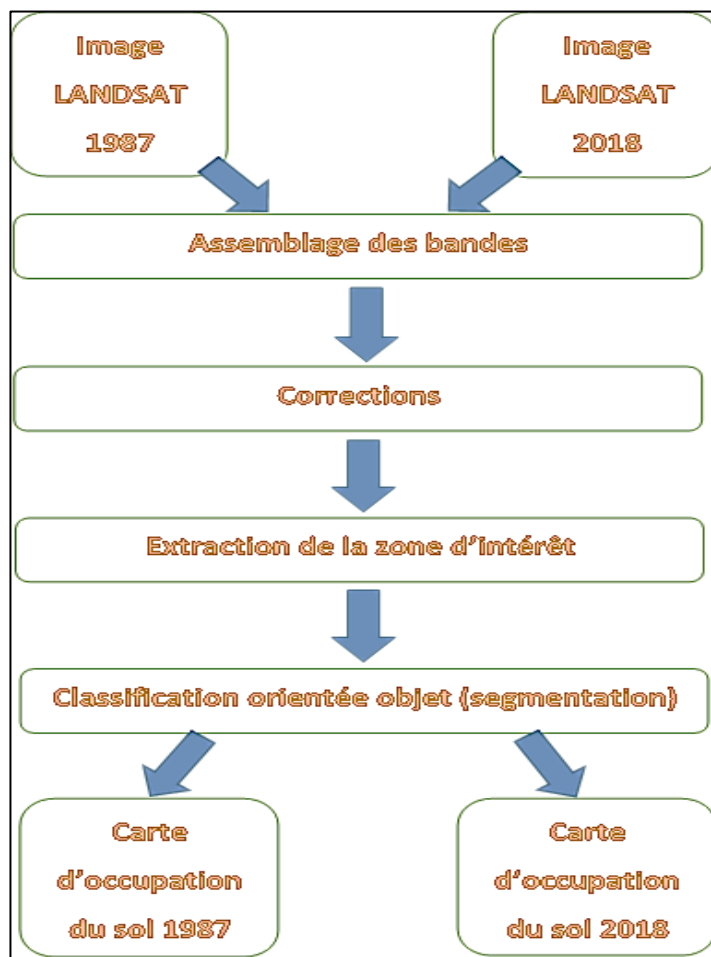 Image
LANDSAT
1987
Image
LANDSAT
2018
Assemblage des bandes
Corrections
Extraction de la zone d'intérêt
Classification orientée objet (segmentation)
Carte
d'occupation
du sol 1987
Carte
d'occupation
du sol 2018